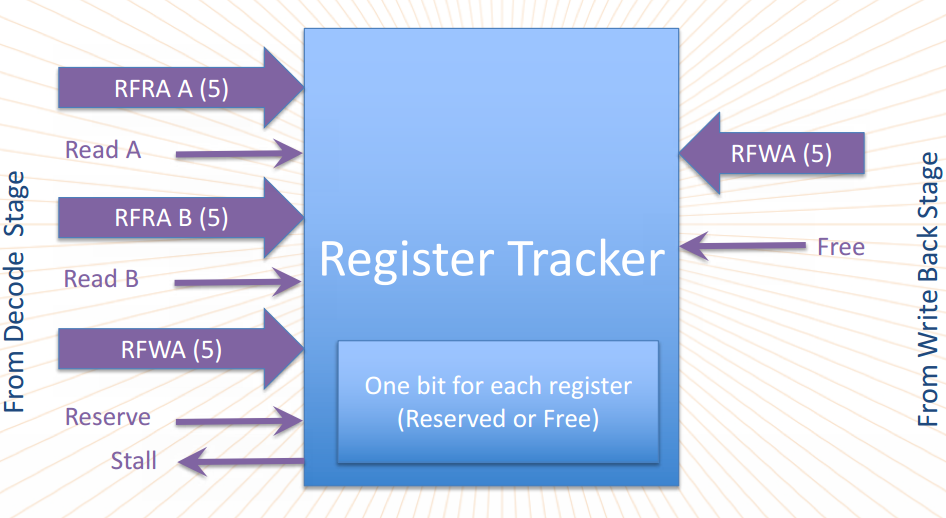 RFRA A (5)
Read A
RFRA B (5)
Read B
RFWA (5)
Reserve
Stall
From Decode Stage
Register Tracker
One bit for each register
(Reserved or Free)
RFWA (5)
Free
From Write Back Stage